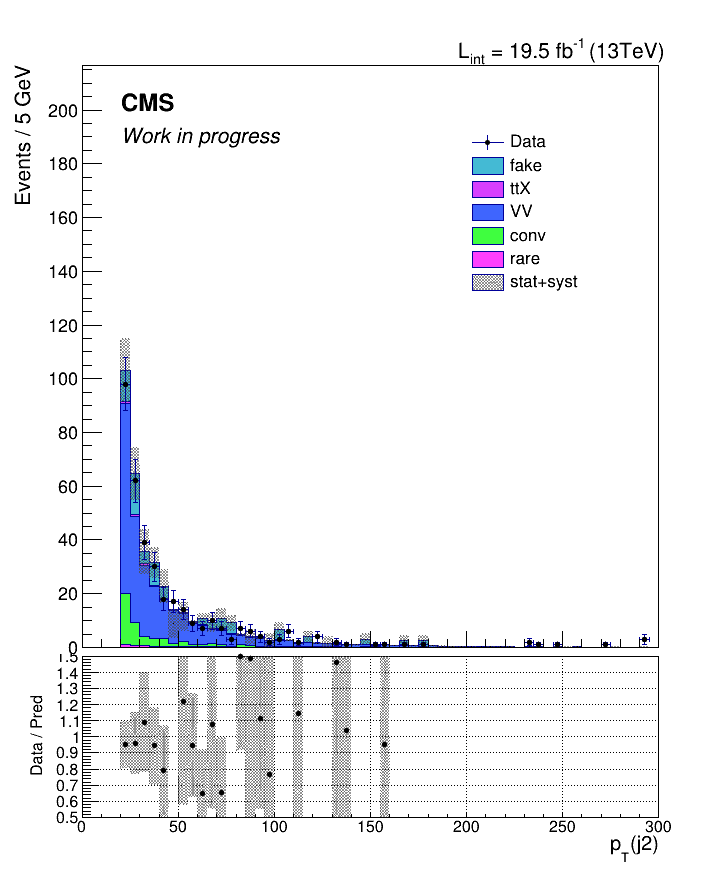 L_int = 19.5 fb^-1 (13TeV)
Events / 5 GeV
CMS
Work in progress
Data
fake
ttX
VV
conv
rare
stat+syst
200
180
160
140
120
100
80
60
40
20
0
Data / Pred
1.5
1.4
1.3
1.2
1.1
1
0.9
0.8
0.7
0.6
0.5
0 50 100 150 200 250 300
p_T(j2)